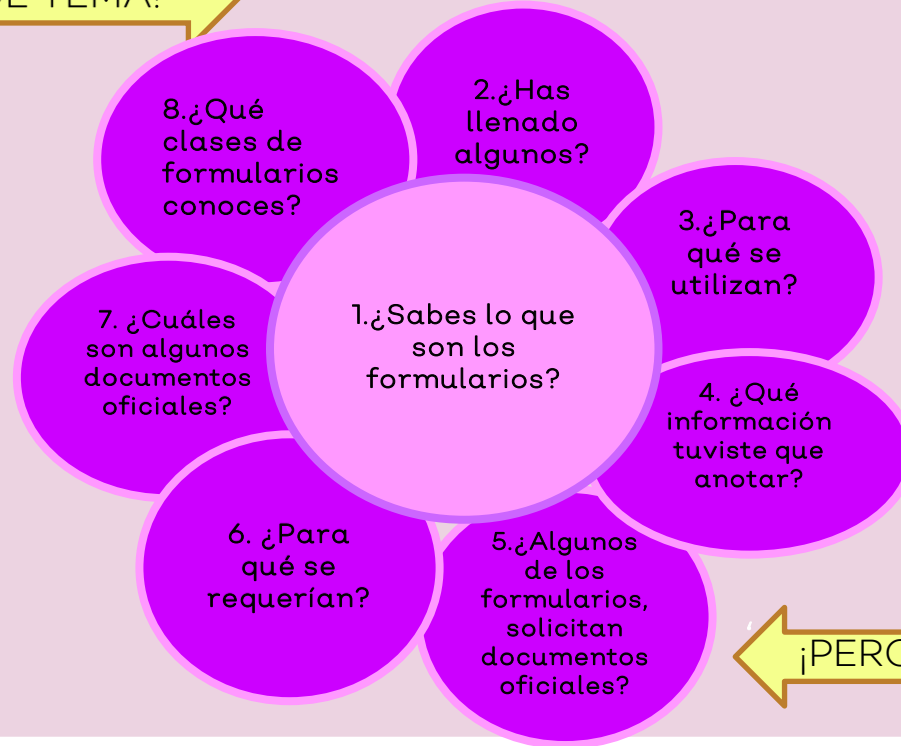 TEMA!
1.¿Sabes lo que
son los
formularios?
2.¿Has
llenado
algunos?
3.¿Para
qué se
utilizan?
4. ¿Qué
información
tuviste que
anotar?
5.¿Algunos
de los
formularios,
solicitan
documentos
oficiales?
6. ¿Para
qué se
requerían?
7. ¿Cuáles
son algunos
documentos
oficiales?
8.¿Qué
clases de
formularios
conoces?